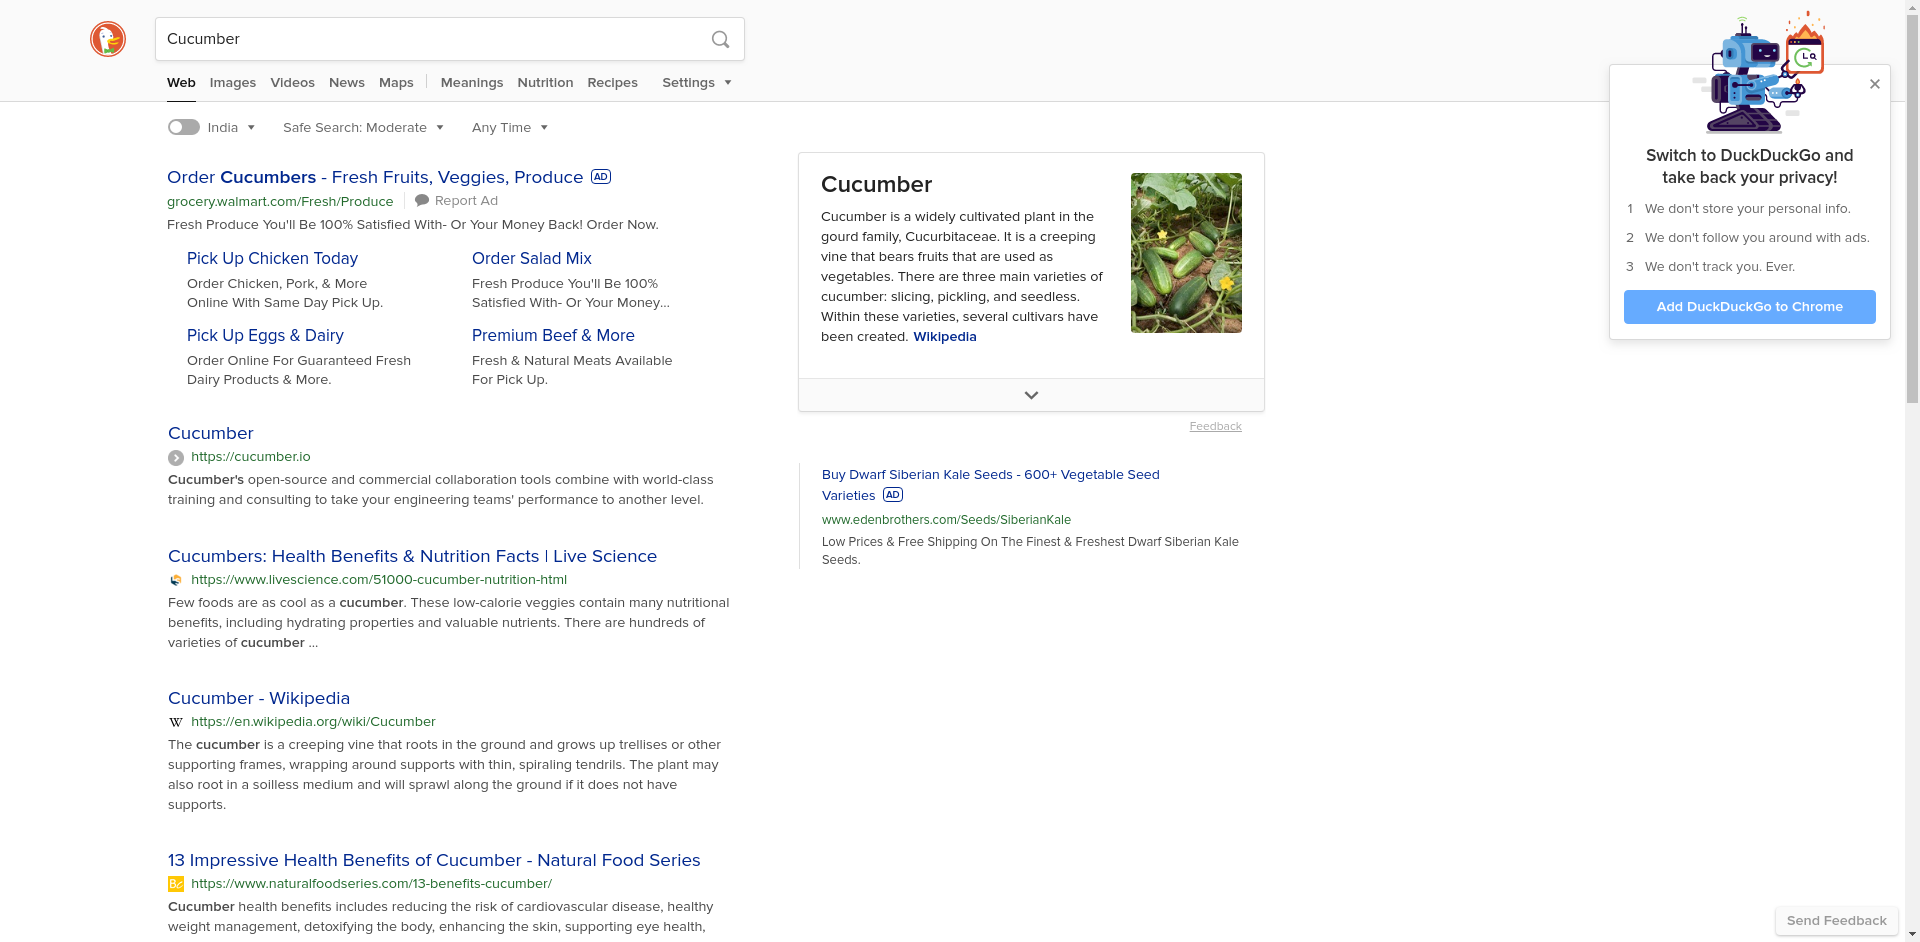 Cucumber
Web Images Videos News Maps Meanings Nutrition Recipes Settings
India Safe Search: Moderate Any Time
Order Cucumbers - Fresh Fruits, Veggies, Produce AD
grocery.walmart.com/Fresh/Produce Report Ad
Fresh Produce You'll Be 100% Satisfied With- Or Your Money Back! Order Now.
Pick Up Chicken Today
Order Chicken, Pork, & More
Online With Same Day Pick Up.
Order Salad Mix
Fresh Produce You'll Be 100%
Satisfied With- Or Your Money...
Pick Up Eggs & Dairy
Order Online For Guaranteed Fresh
Dairy Products & More.
Premium Beef & More
Fresh & Natural Meats Available
For Pick Up.
Cucumber
https://cucumber.io
Cucumber's open-source and commercial collaboration tools combine with world-class
training and consulting to take your engineering teams' performance to another level.
Cucumbers: Health Benefits & Nutrition Facts | Live Science
https://www.livescience.com/51000-cucumber-nutrition-html
Few foods are as cool as a cucumber. These low-calorie veggies contain many nutritional
benefits, including hydrating properties and valuable nutrients. There are hundreds of
varieties of cucumber ...
Cucumber - Wikipedia
W https://en.wikipedia.org/wiki/Cucumber
The cucumber is a creeping vine that roots in the ground and grows up trellises or other
supporting frames, wrapping around supports with thin, spiraling tendrils. The plant may
also root in a soilless medium and will sprawl along the ground if it does not have
supports.
13 Impressive Health Benefits of Cucumber - Natural Food Series
https://www.naturalfoodseries.com/13-benefits-cucumber/
Cucumber health benefits includes reducing the risk of cardiovascular disease, healthy
weight management, detoxifying the body, enhancing the skin, supporting eye health,
Cucumber
Cucumber is a widely cultivated plant in the
gourd family, Cucurbitaceae. It is a creeping
vine that bears fruits that are used as
vegetables. There are three main varieties of
cucumber: slicing, pickling, and seedless.
Within these varieties, several cultivars have
been created. Wikipedia
Feedback
Buy Dwarf Siberian Kale Seeds - 600+ Vegetable Seed
Varieties AD
www.edenbrothers.com/Seeds/SiberianKale
Low Prices & Free Shipping On The Finest & Freshest Dwarf Siberian Kale
Seeds.
Switch to DuckDuckGo and
take back your privacy!
1 We don't store your personal info.
2 We don't follow you around with ads.
3 We don't track you. Ever.
Add DuckDuckGo to Chrome
Send Feedback